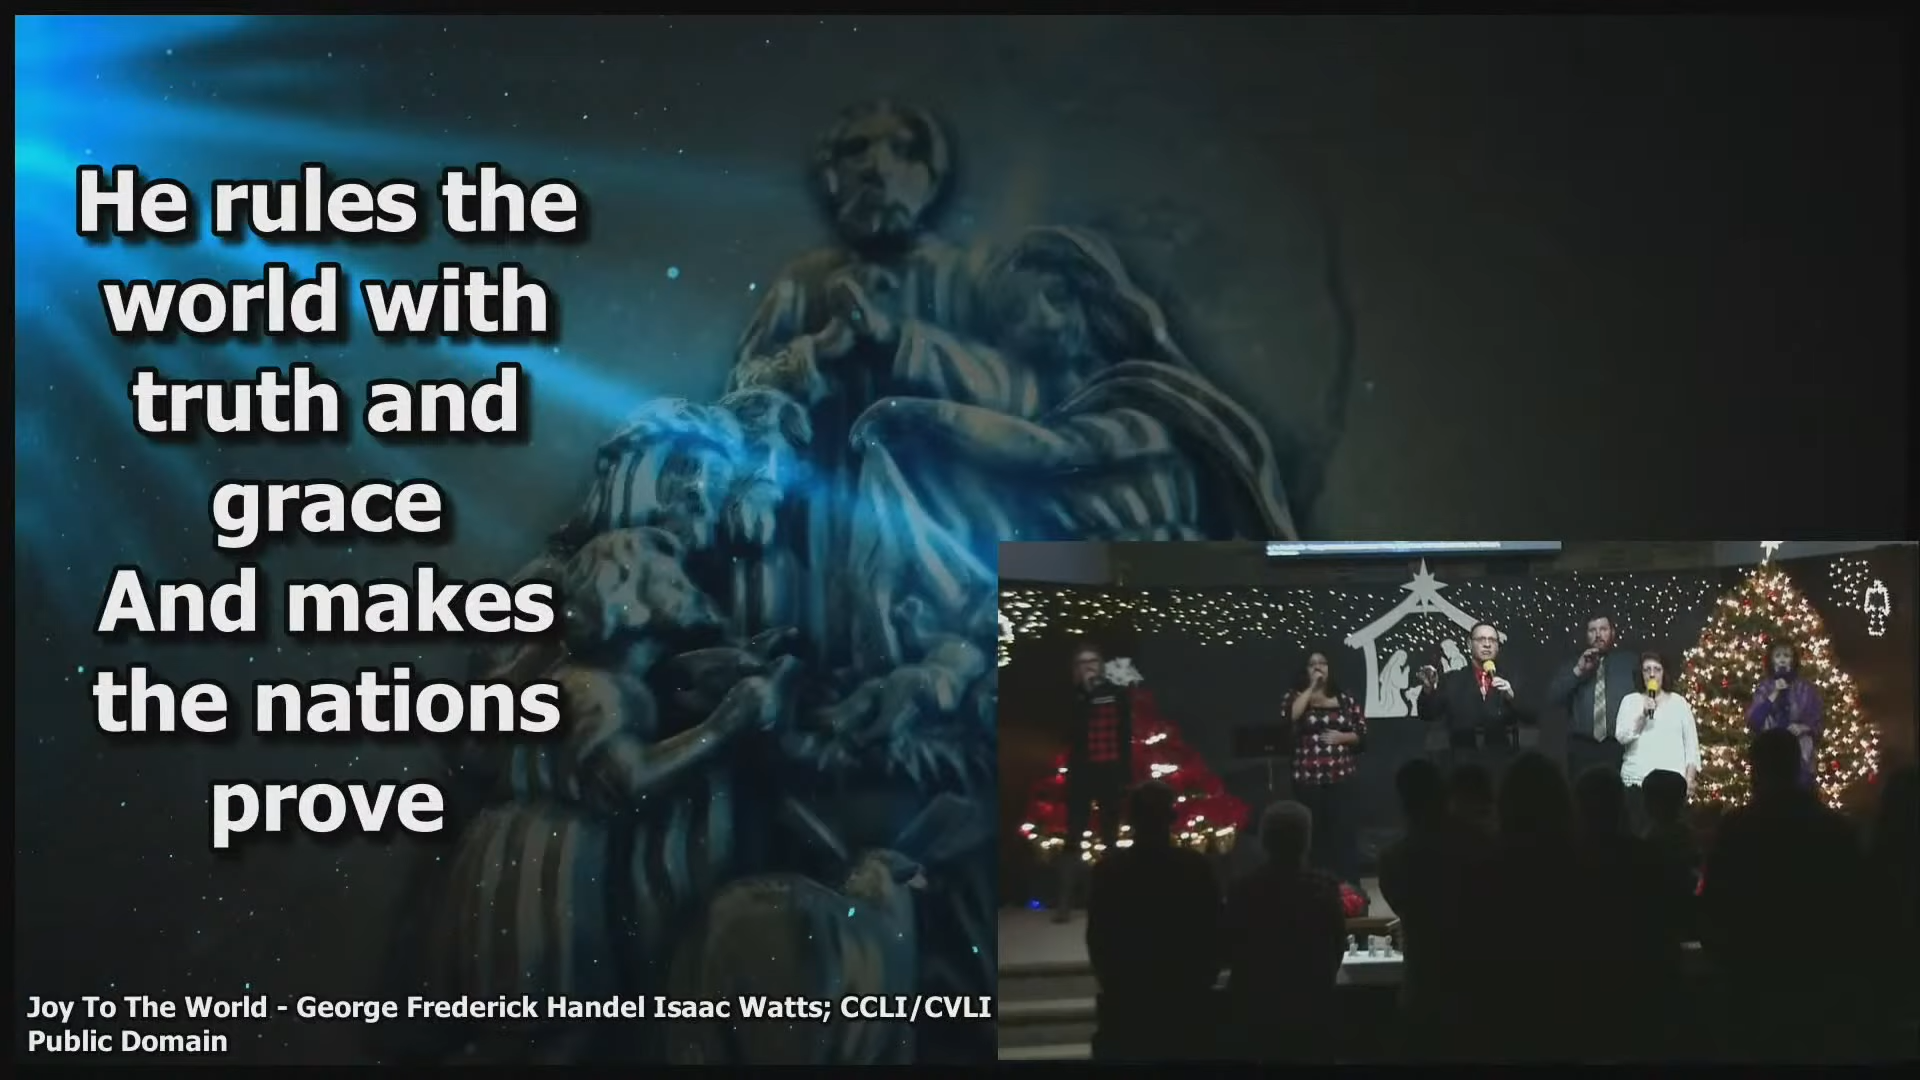 He rules the
world with
truth and
grace
And makes
the nations
prove
Joy To The World - George Frederick Handel Isaac Watts; CCLI/CVLI
Public Domain